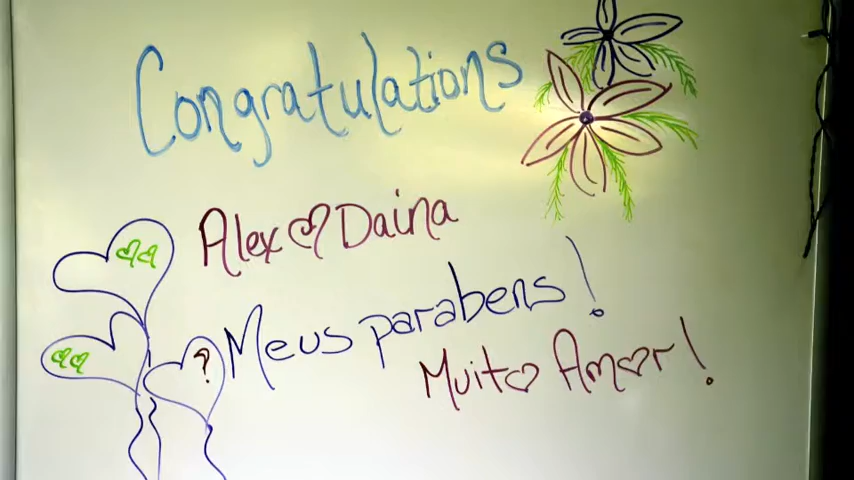 Congratulations
Alex ♡ Daina
Meus parabens!
Muito Amor!
?